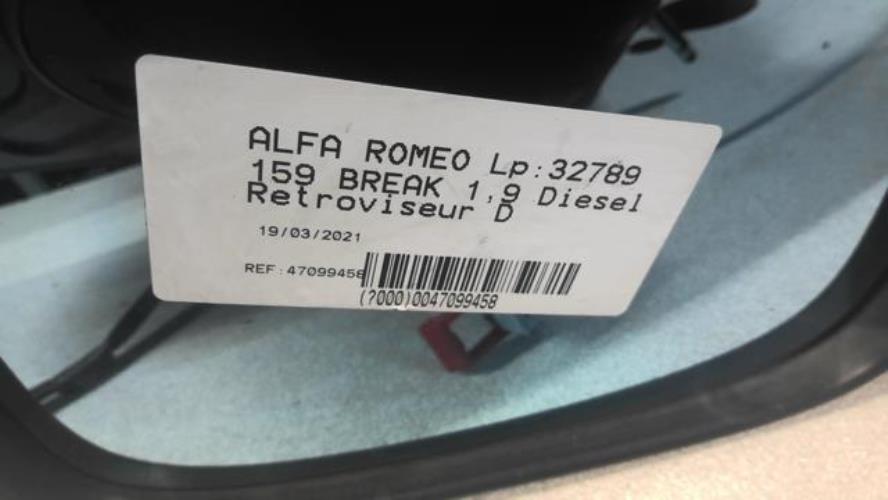 ALFA ROMEO Lp:32789
159 BREAK 1,9 Diesel
Retroviseur D
19/03/2021
REF:47099458
(?000)0047099458